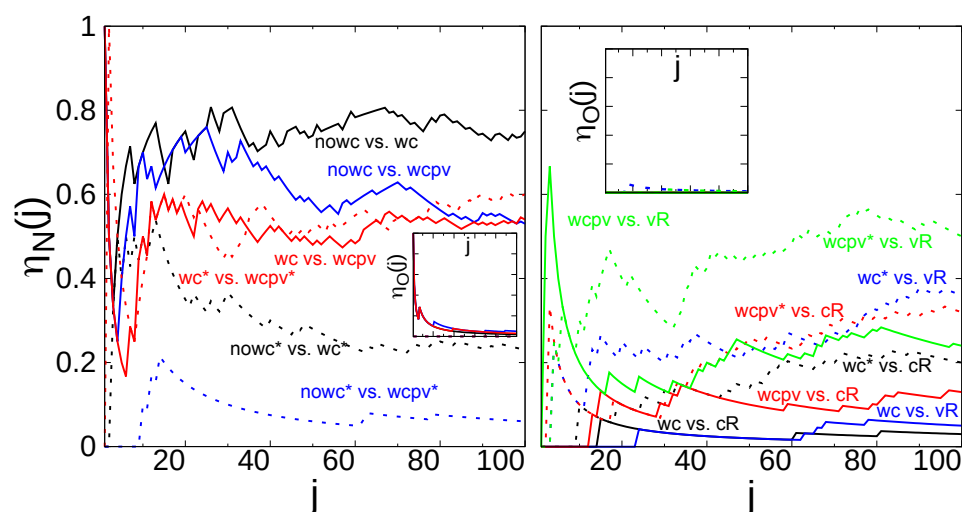 1
0.8
0.6
0.4
0.2
0
η_N(j)
nowc vs. wc
nowc vs. wcpv
wc vs. wcpv
wc* vs. wcpv*
nowc* vs. wc*
nowc* vs. wcpv*
j
η_O(j)
20
40
60
80
100
j
j
η_O(j)
wcpv vs. vR
wcpv* vs. vR
wc* vs. vR
wcpv* vs. cR
wc* vs. cR
wcpv vs. cR
wc vs. vR
wc vs. cR
20
40
60
80
100
j